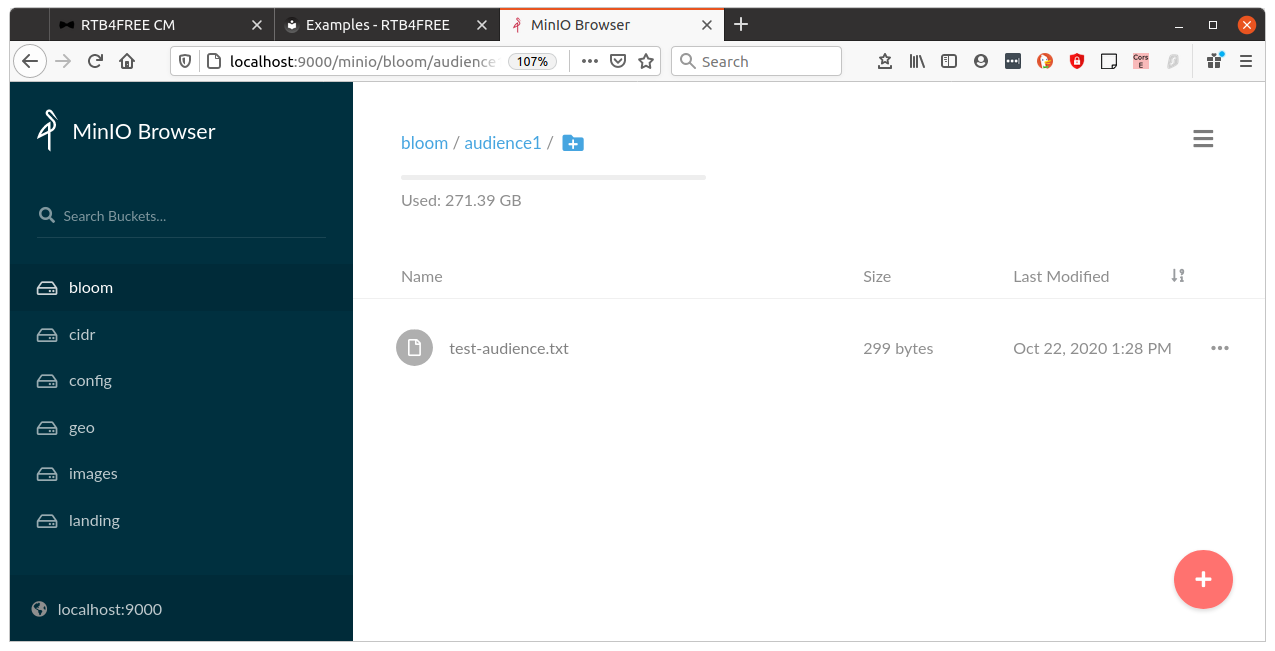 RTB4FREE CM
Examples - RTB4FREE
MinIO Browser
localhost:9000/minio/bloom/audience
107%
Search
Cors
E
MinIO Browser
Search Buckets...
bloom
cidr
config
geo
images
landing
localhost:9000
bloom / audience1 /
Used: 271.39 GB
Name Size Last Modified
test-audience.txt 299 bytes Oct 22, 2020 1:28 PM